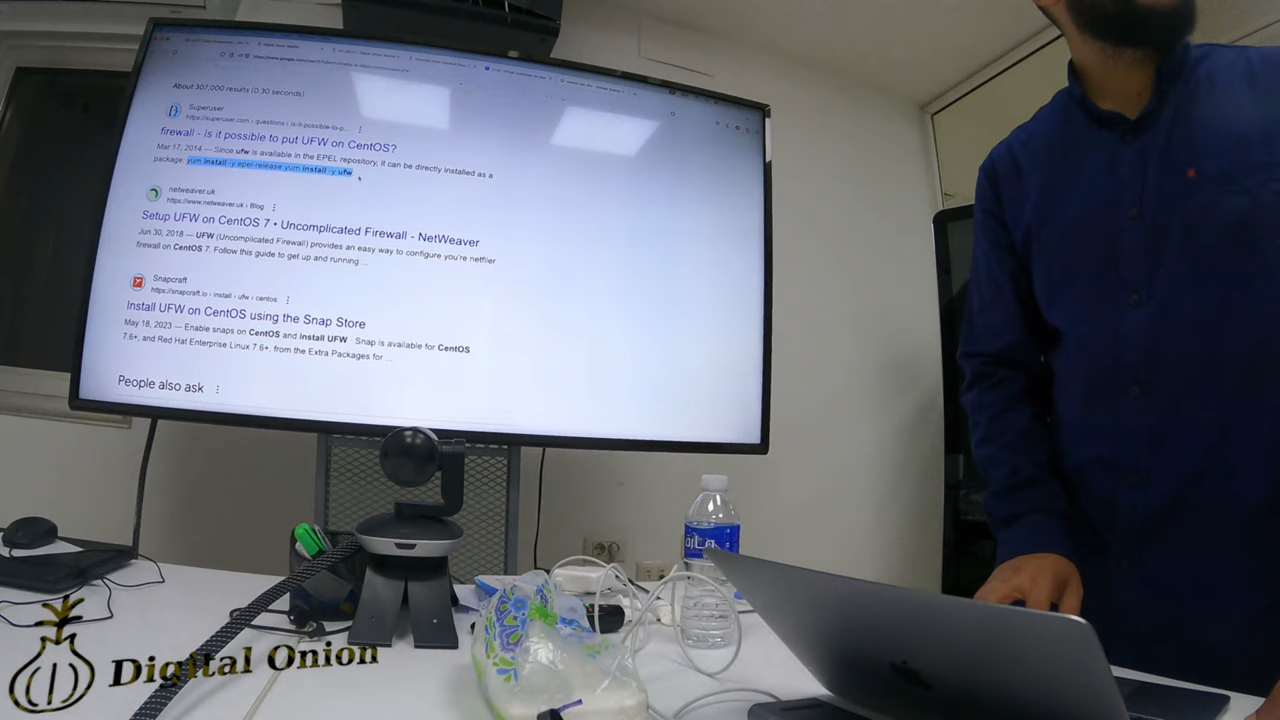 About 307,000 results (0.30 seconds)
Superuser
https://superuser.com › questions › is-it-possible-to-p...
firewall - Is it possible to put UFW on CentOS?
Mar 17, 2014 — Since ufw is available in the EPEL repository, it can be directly installed as a
package: yum install -y epel-release yum install -y ufw
netweaver.uk
https://www.netweaver.uk › Blog
Setup UFW on CentOS 7 • Uncomplicated Firewall - NetWeaver
Jun 30, 2018 — UFW (Uncomplicated Firewall) provides an easy way to configure you're netfilter
firewall on CentOS 7. Follow this guide to get up and running ...
Snapcraft
https://snapcraft.io › install › ufw › centos
Install UFW on CentOS using the Snap Store
May 18, 2023 — Enable snaps on CentOS and install UFW · Snap is available for CentOS
7.6+, and Red Hat Enterprise Linux 7.6+, from the Extra Packages for ...
People also ask
Digital Onion